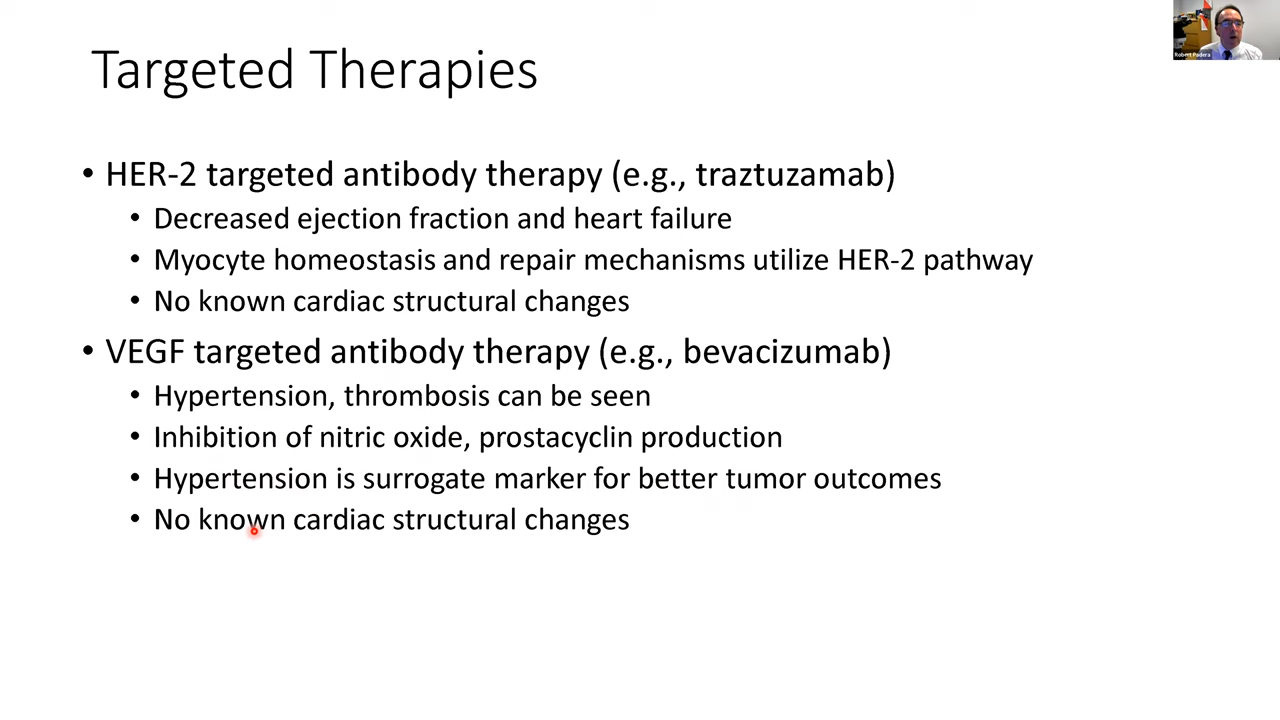 Targeted Therapies
• HER-2 targeted antibody therapy (e.g., traztuzamab)
• Decreased ejection fraction and heart failure
• Myocyte homeostasis and repair mechanisms utilize HER-2 pathway
• No known cardiac structural changes
• VEGF targeted antibody therapy (e.g., bevacizumab)
• Hypertension, thrombosis can be seen
• Inhibition of nitric oxide, prostacyclin production
• Hypertension is surrogate marker for better tumor outcomes
• No known cardiac structural changes
Robert Padera